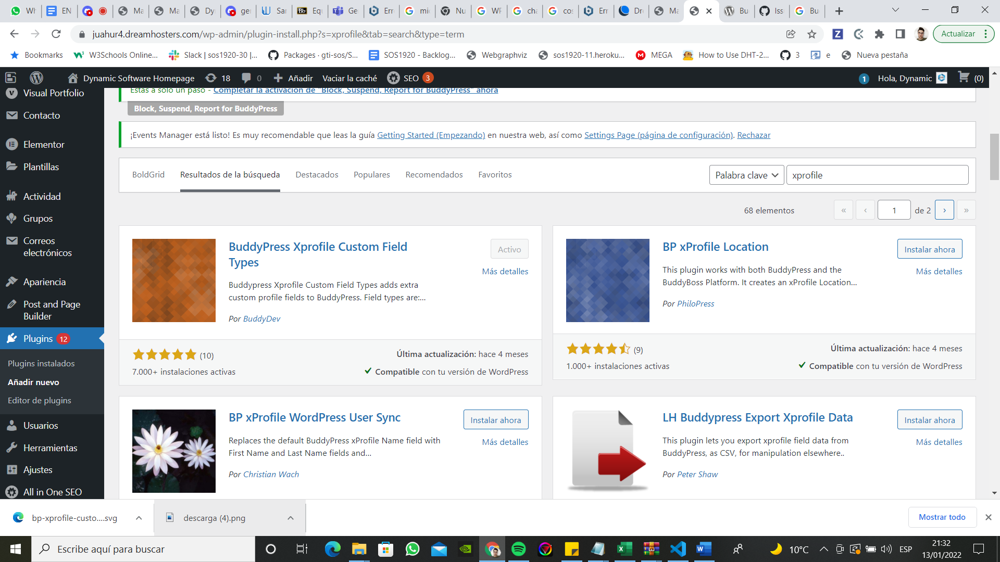 Wh
EN
Ma
Ma
Dyn
ger
Sar
Equ
Ge
Erro
mic
Nu
WP
cha
cos
Err
Dre
Ma
Bu
Iss
Bu
juahur4.dreamhosters.com/wp-admin/plugin-install.php?s=xprofile&tab=search&type=term
Actualizar
Bookmarks
W3Schools Online...
Slack | sos1920-30 |...
Packages · gti-sos/S...
SOS1920 - Backlog...
Webgraphviz
sos1920-11.heroku...
MEGA
How to Use DHT-2...
3
e
Nueva pestaña
Dynamic Software Homepage
18
0
Añadir
Vaciar la caché
SEO 3
1
Hola, Dynamic
(0)
Visual Portfolio
Contacto
Elementor
Plantillas
Actividad
Grupos
Correos
electrónicos
Apariencia
Post and Page
Builder
Plugins 12
Plugins instalados
Añadir nuevo
Editor de plugins
Usuarios
Herramientas
Ajustes
All in One SEO
Estás a solo un paso - Completar la activación de "Block, Suspend, Report for BuddyPress" ahora
Block, Suspend, Report for BuddyPress
¡Events Manager está listo! Es muy recomendable que leas la guía Getting Started (Empezando) en nuestra web, así como Settings Page (página de configuración). Rechazar
BoldGrid
Resultados de la búsqueda
Destacados
Populares
Recomendados
Favoritos
Palabra clave
xprofile
68 elementos
«
‹
1
de 2
›
»
BuddyPress Xprofile Custom Field
Types
Activo
Más detalles
Buddypress Xprofile Custom Field Types adds extra
custom profile fields to BuddyPress. Field types are:...
Por BuddyDev
(10)
7.000+ instalaciones activas
Última actualización: hace 4 meses
Compatible con tu versión de WordPress
BP xProfile Location
Instalar ahora
Más detalles
This plugin works with both BuddyPress and the
BuddyBoss Platform. It creates an xProfile Location...
Por PhiloPress
(9)
1.000+ instalaciones activas
Última actualización: hace 4 meses
Compatible con tu versión de WordPress
BP xProfile WordPress User Sync
Instalar ahora
Más detalles
Replaces the default BuddyPress xProfile Name field with
First Name and Last Name fields and...
Por Christian Wach
LH Buddypress Export Xprofile Data
Instalar ahora
Más detalles
This plugin lets you export xprofile field data from
BuddyPress, as CSV, for manipulation elsewhere..
Por Peter Shaw
bp-xprofile-custo....svg
descarga (4).png
Mostrar todo
Escribe aquí para buscar
10°C
ESP
21:32
13/01/2022